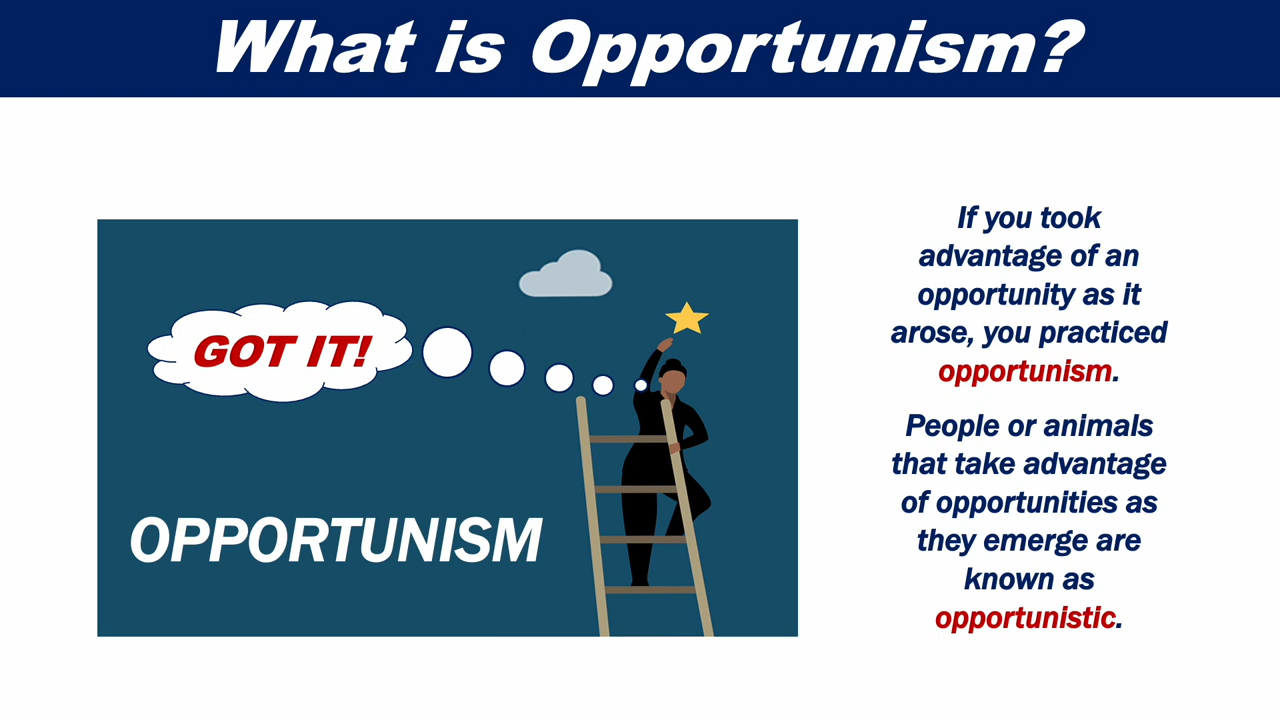 What is Opportunism?
GOT IT!
OPPORTUNISM
If you took
advantage of an
opportunity as it
arose, you practiced
opportunism.
People or animals
that take advantage
of opportunities as
they emerge are
known as
opportunistic.